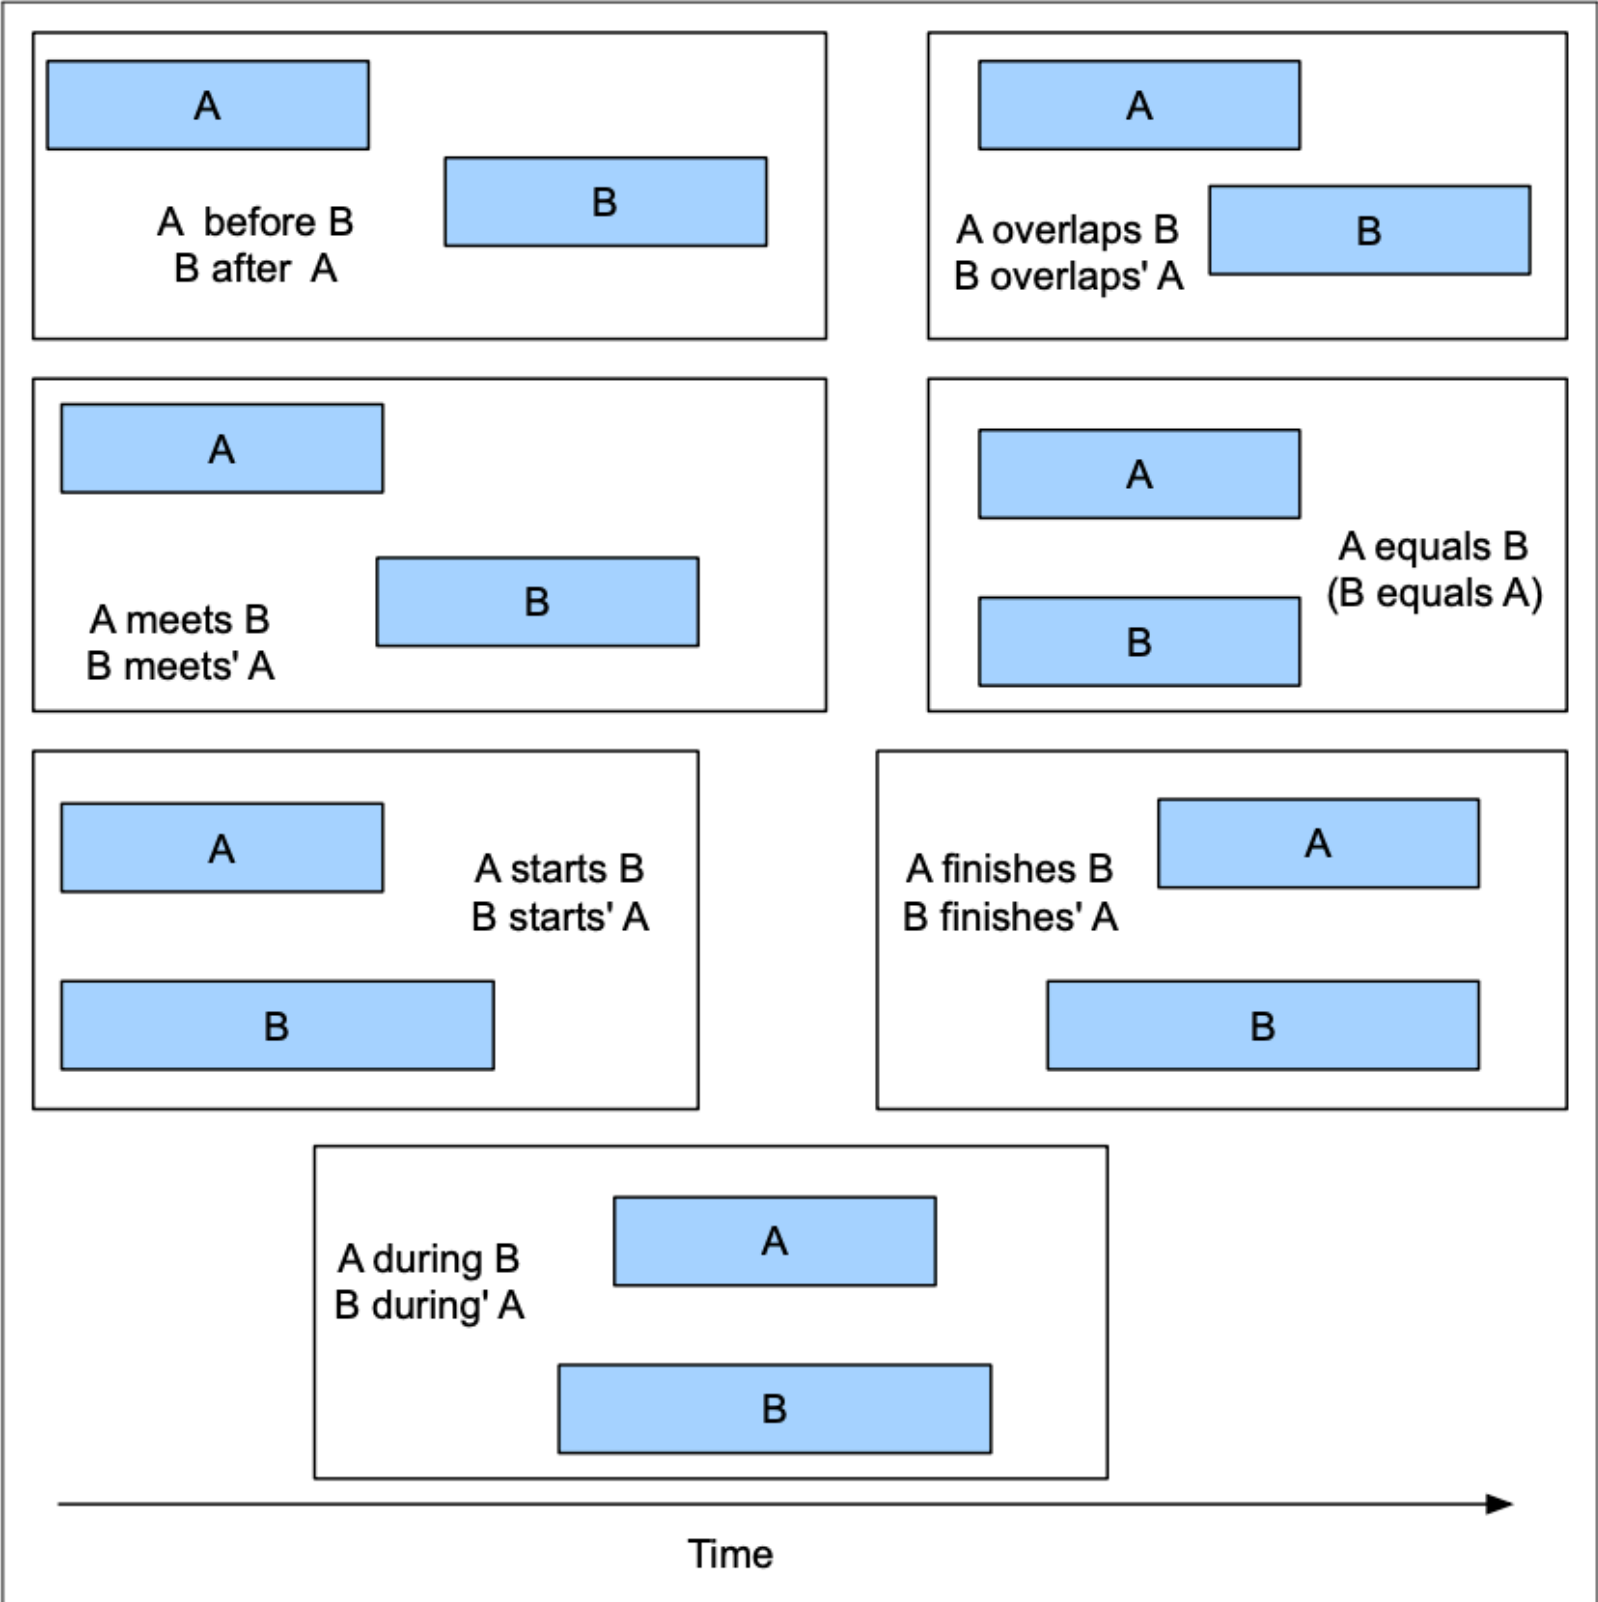 A
B
A  before B
B after  A
A
B
A overlaps B
B overlaps' A
A
B
A meets B
B meets' A
A
A equals B
(B equals A)
B
A
A starts B
B starts' A
B
A
A finishes B
B finishes' A
B
A
A during B
B during' A
B
Time